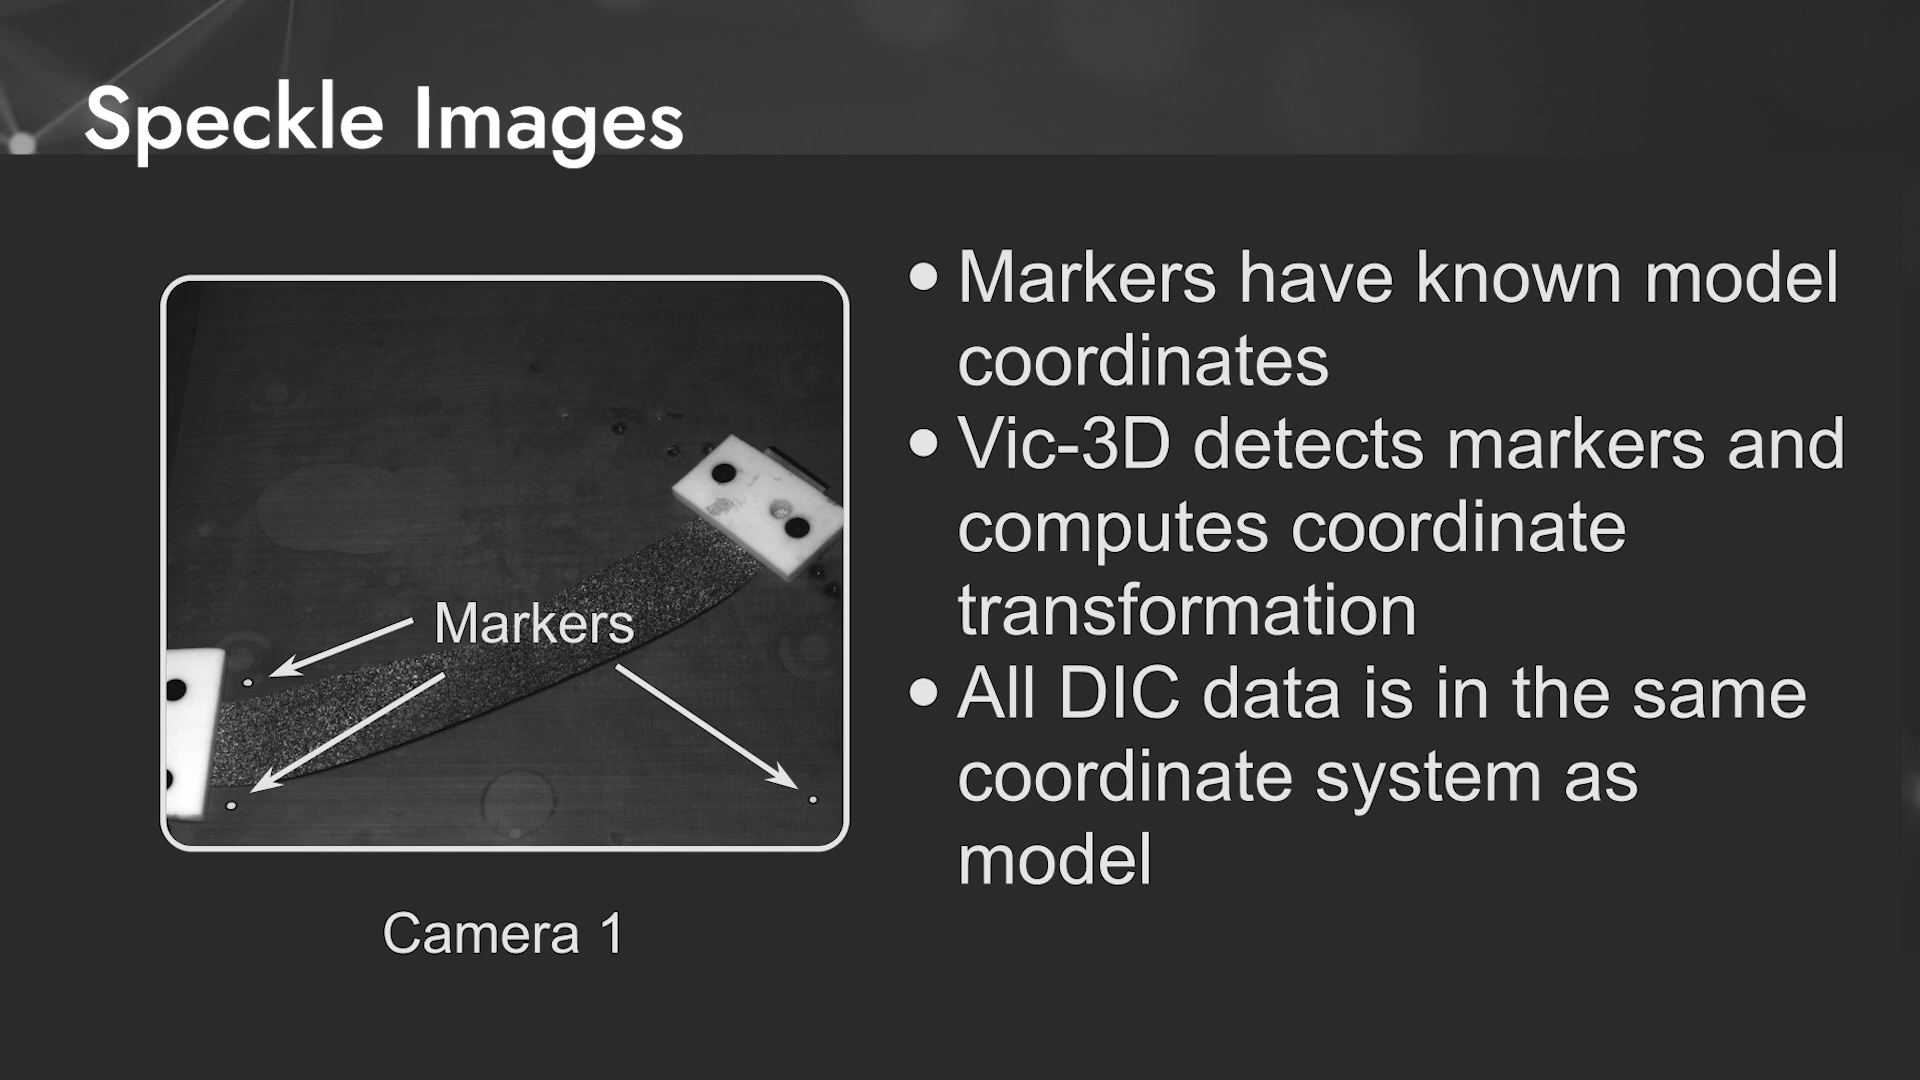 Speckle Images
Markers
Camera 1
Markers have known model
coordinates
Vic-3D detects markers and
computes coordinate
transformation
All DIC data is in the same
coordinate system as
model